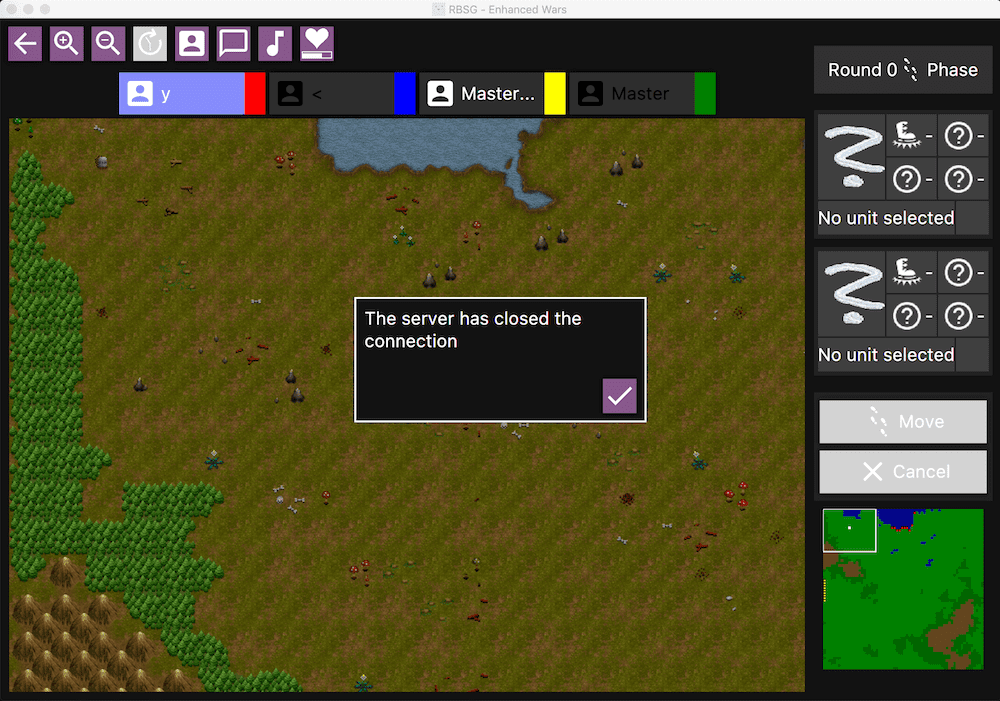 RBSG - Enhanced Wars
Round 0 Phase
y
<
Master...
Master
- ?-
?- ?-
No unit selected
- ?-
?- ?-
No unit selected
The server has closed the
connection
Move
Cancel